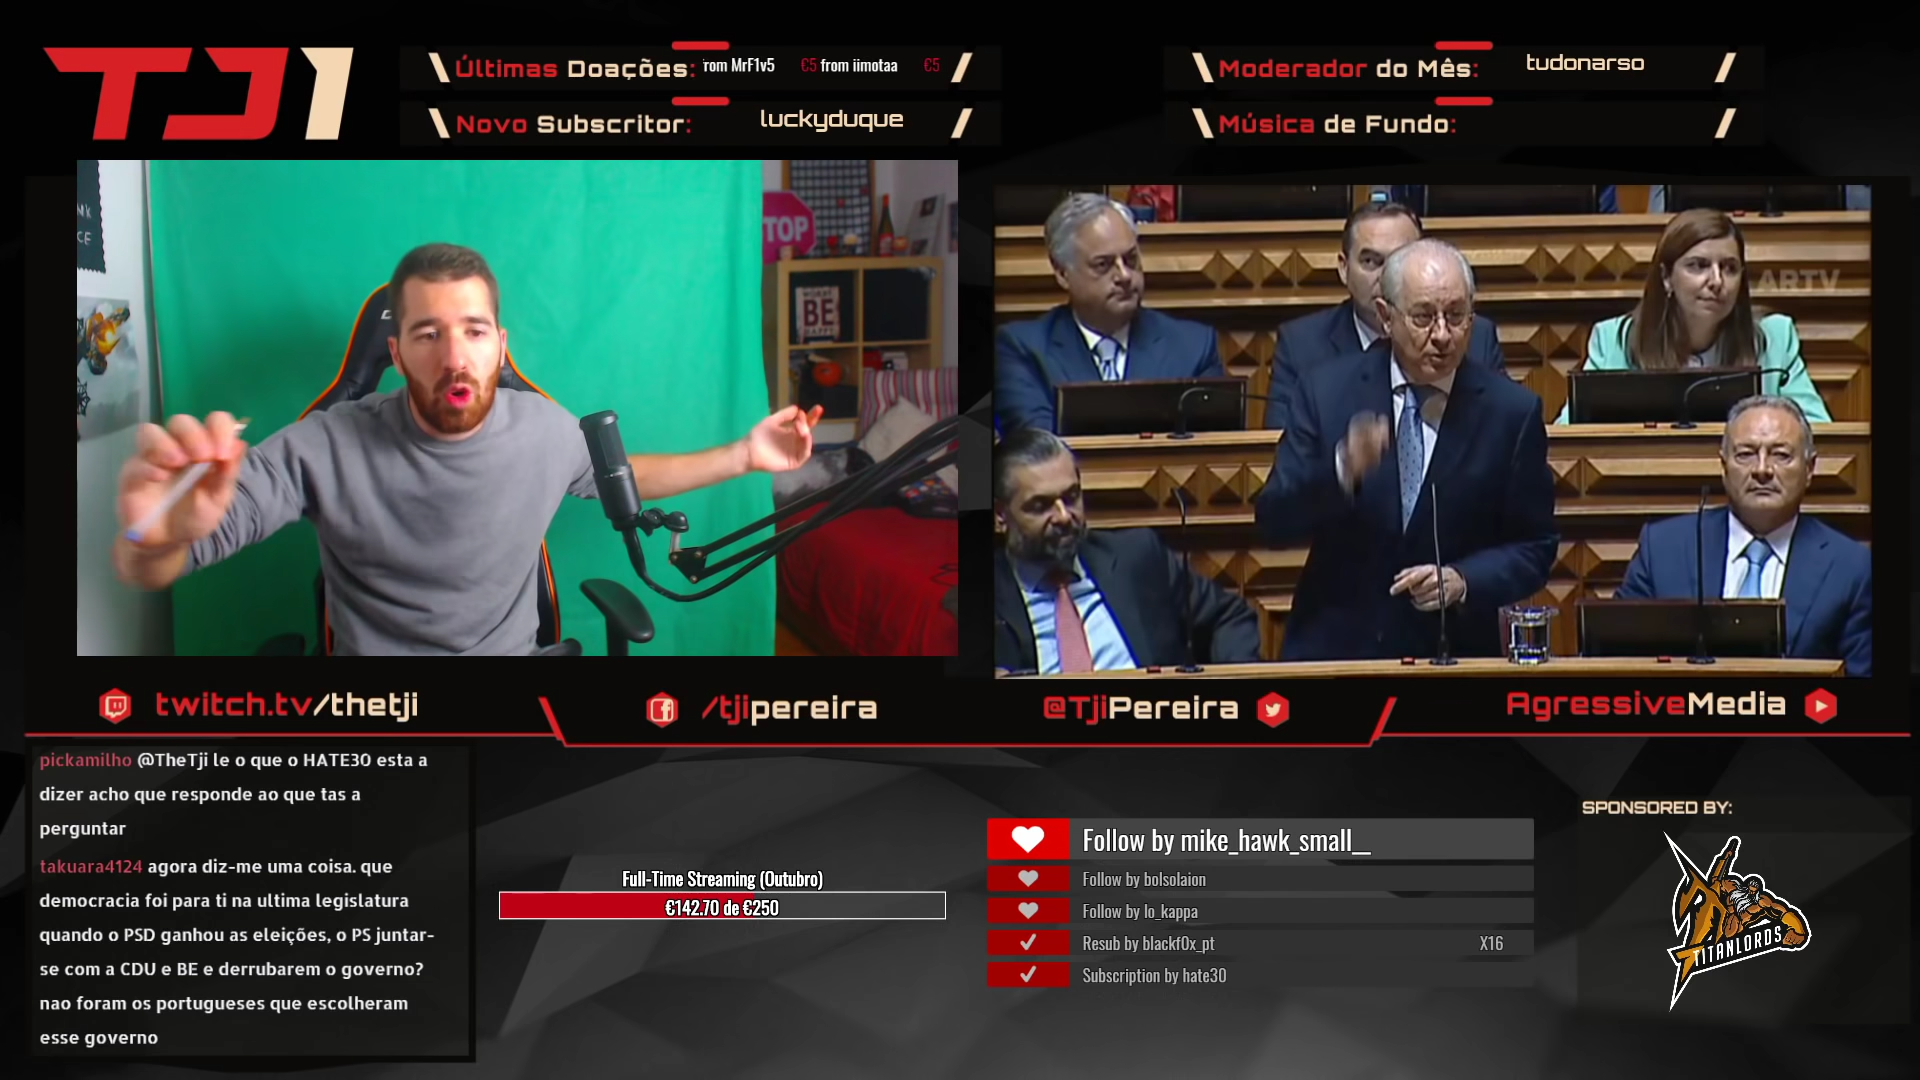 TJI
Últimas Doações: rom MrF1v5 €5 from iimotaa €5
Novo Subscritor: luckyduque
Moderador do Mês: tudonarso
Música de Fundo:
STOP
BE
HAPPY
ARTV
twitch.tv/thetji
/tjipereira
@TjiPereira
AgressiveMedia
pickamilho @TheTji le o que o HATE30 esta a
dizer acho que responde ao que tas a
perguntar
takuara4124 agora diz-me uma coisa. que
democracia foi para ti na ultima legislatura
quando o PSD ganhou as eleições, o PS juntar-
se com a CDU e BE e derrubarem o governo?
nao foram os portugueses que escolheram
esse governo
Full-Time Streaming (Outubro)
€142.70 de €250
Follow by mike_hawk_small__
Follow by bolsolaion
Follow by lo_kappa
Resub by blackf0x_pt X16
Subscription by hate30
SPONSORED BY:
TITANLORDS